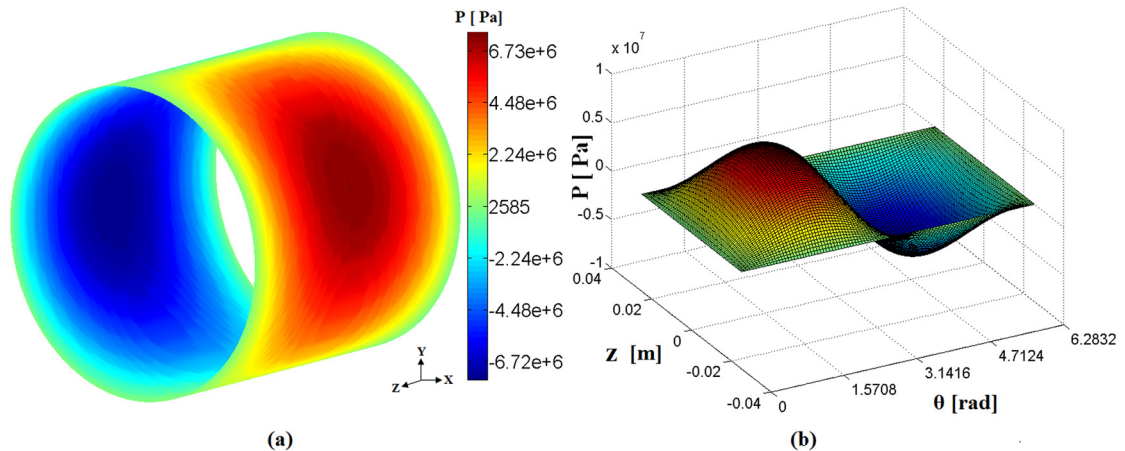 P [ Pa]
6.73e+6
4.48e+6
2.24e+6
2585
-2.24e+6
-4.48e+6
-6.72e+6
Y
Z
X
(a)
x 10⁷
1
0.5
0
-0.5
-1
P [ Pa]
0.04
0.02
0
-0.02
-0.04
Z [m]
0
1.5708
3.1416
4.7124
6.2832
θ [rad]
(b)